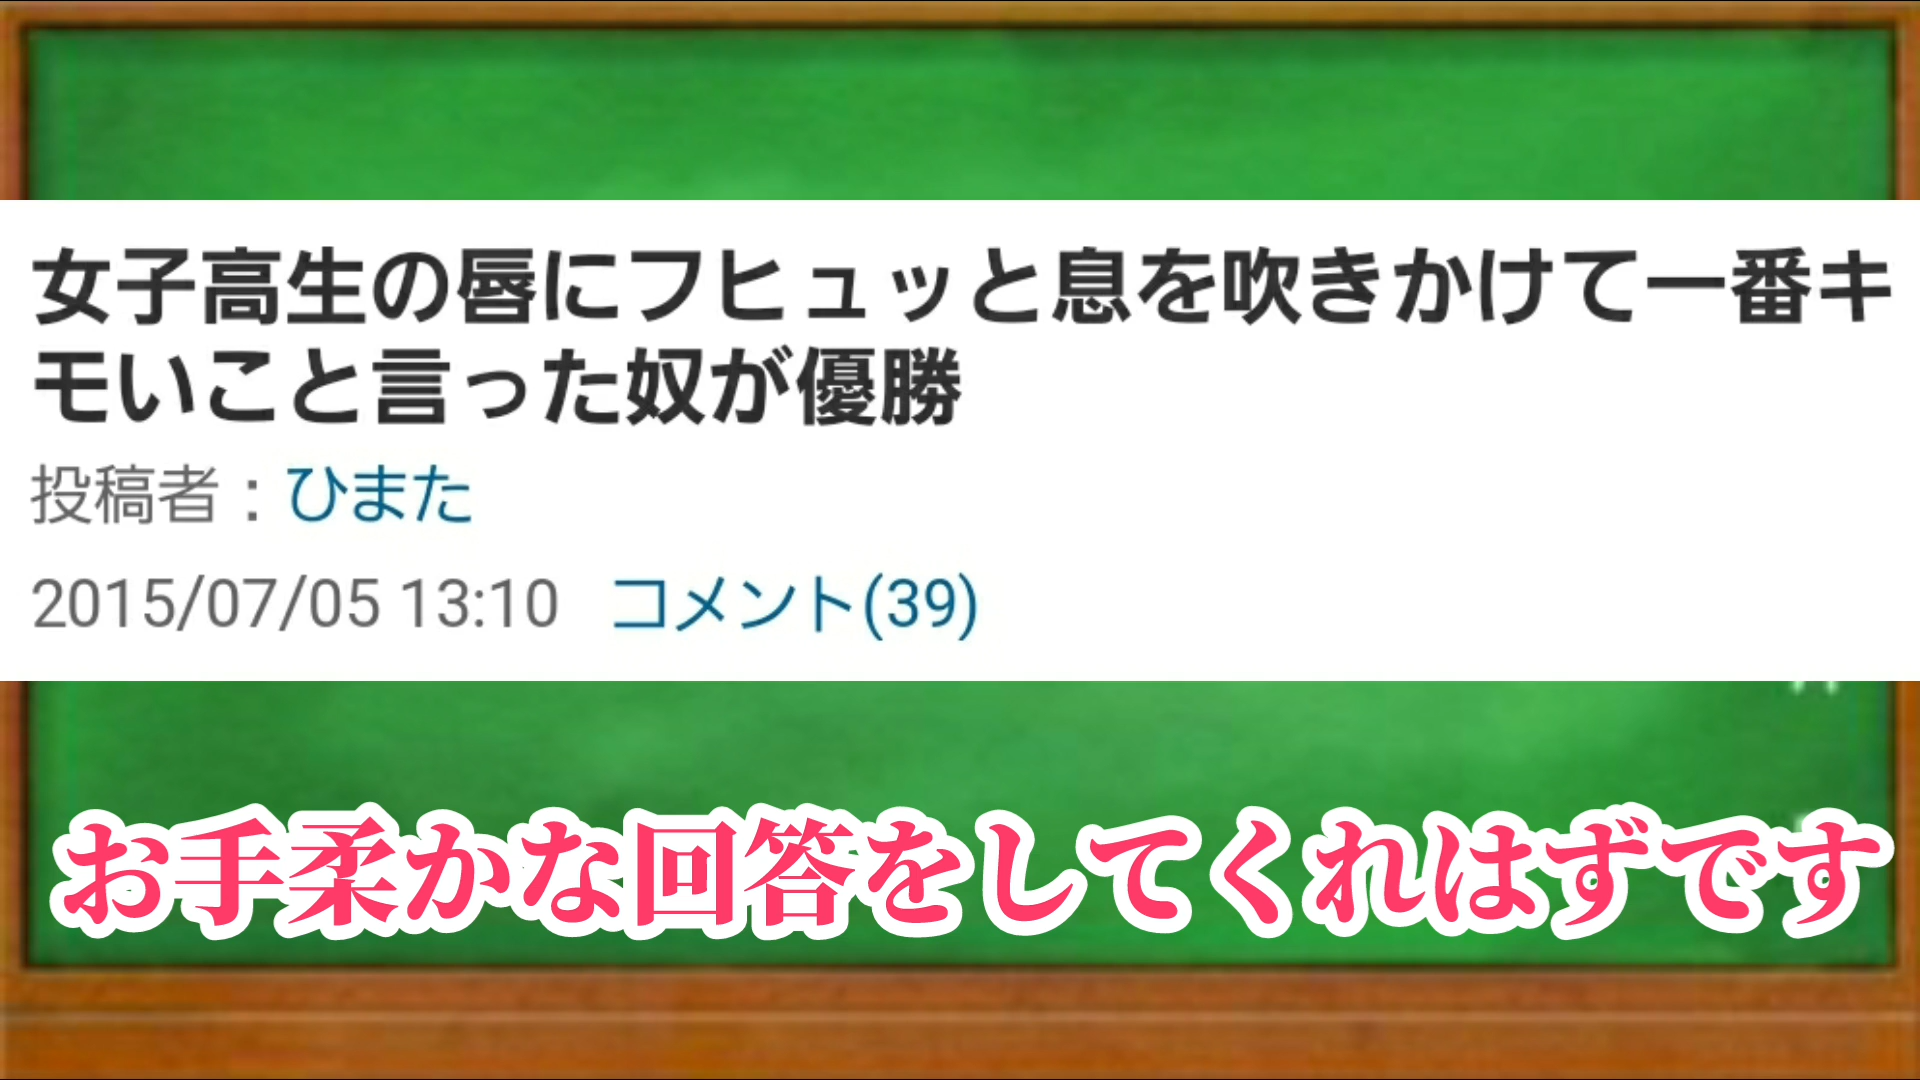 女子高生の唇にフヒュッと息を吹きかけて一番キ
モいこと言った奴が優勝
投稿者：ひまた
2015/07/05 13:10 コメント(39)
お手柔かな回答をしてくれはずです